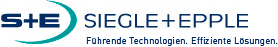 S+E SIEGLE+EPPLE
Führende Technologien. Effiziente Lösungen.